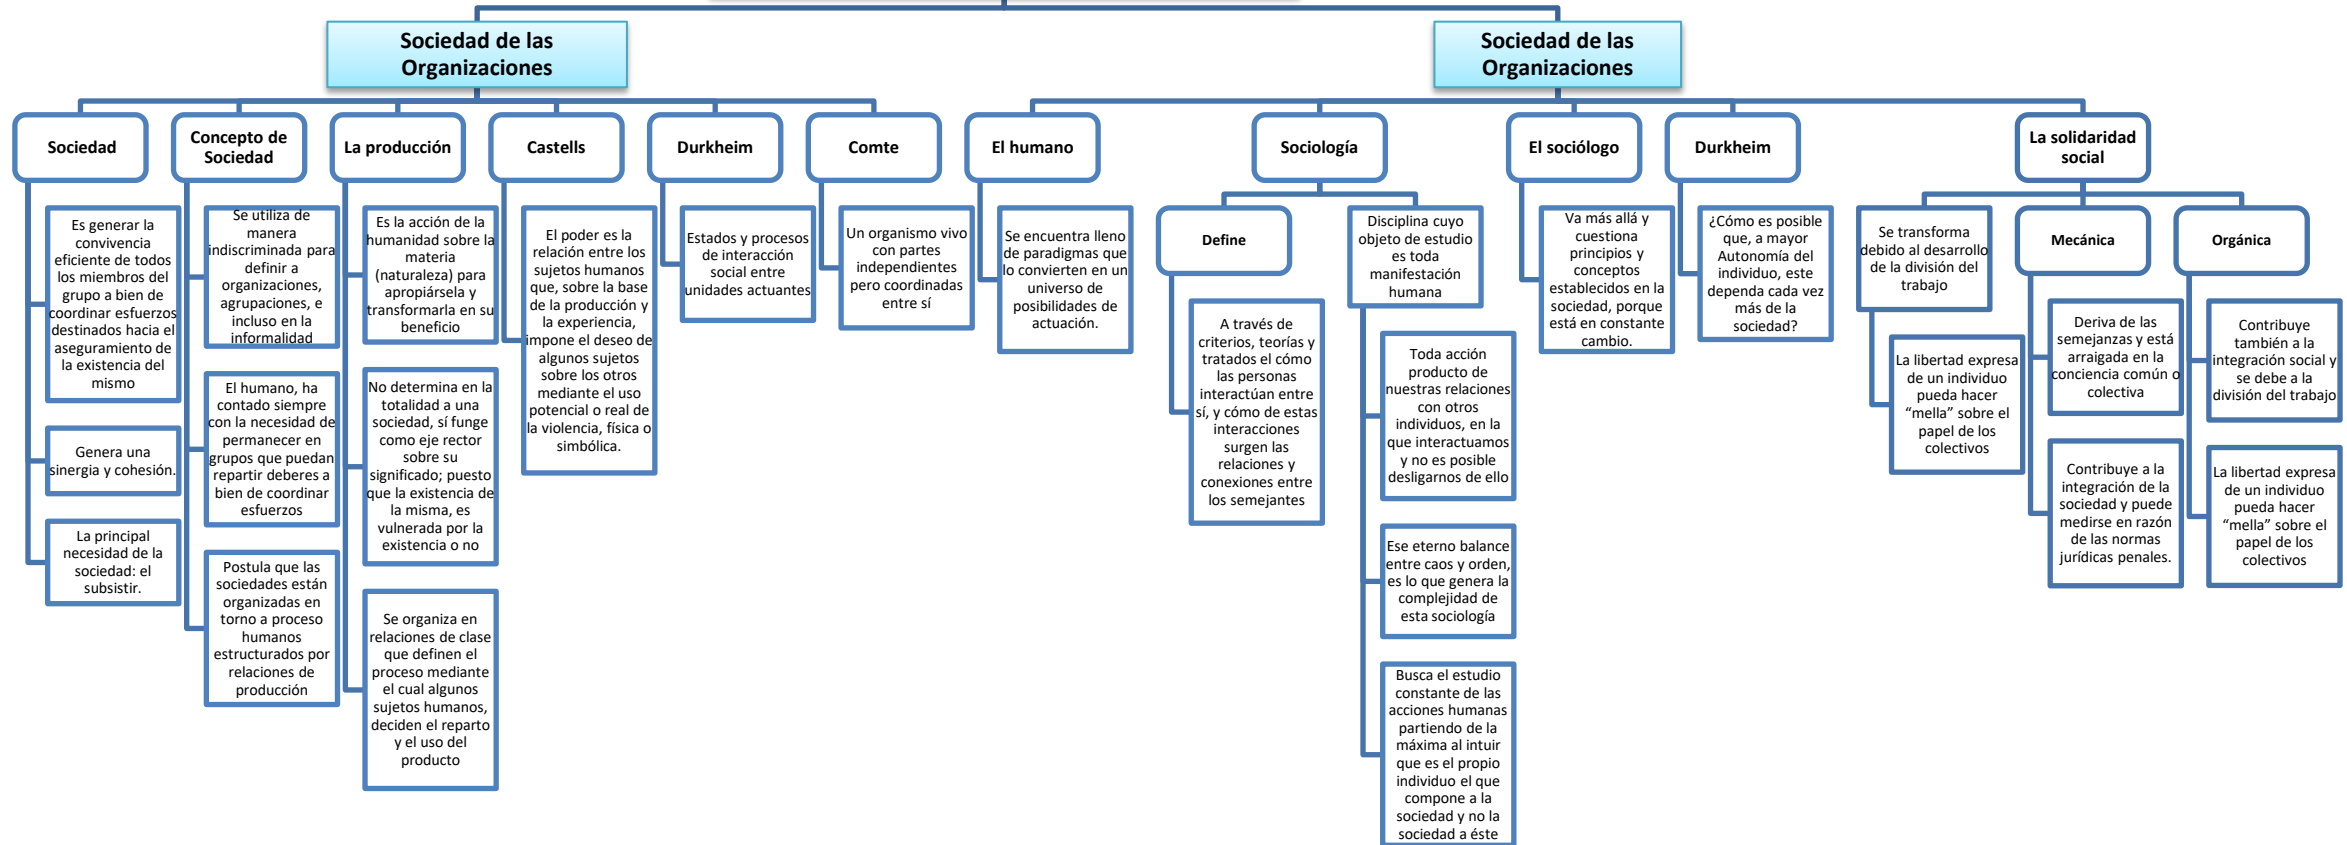 Sociedad de las
Organizaciones
Sociedad
Es generar la
convivencia
eficiente de todos
los miembros del
grupo a bien de
coordinar esfuerzos
destinados hacia el
aseguramiento de
la existencia del
mismo
Genera una
sinergia y cohesión.
La principal
necesidad de la
sociedad: el
subsistir.
Concepto de
Sociedad
Se utiliza de
manera
indiscriminada para
definir a
organizaciones,
agrupaciones, e
incluso en la
informalidad
El humano, ha
contado siempre
con la necesidad de
permanecer en
grupos que puedan
repartir deberes a
bien de coordinar
esfuerzos
Postula que las
sociedades están
organizadas en
torno a proceso
humanos
estructurados por
relaciones de
producción
La producción
Es la acción de la
humanidad sobre la
materia
(naturaleza) para
apropiársela y
transformarla en su
beneficio
No determina en la
totalidad a una
sociedad, sí funge
como eje rector
sobre su
significado; puesto
que la existencia de
la misma, es
vulnerada por la
existencia o no
Se organiza en
relaciones de clase
que definen el
proceso mediante
el cual algunos
sujetos humanos,
deciden el reparto
y el uso del
producto
Castells
El poder es la
relación entre los
sujetos humanos
que, sobre la base
de la producción y
la experiencia,
impone el deseo de
algunos sujetos
sobre los otros
mediante el uso
potencial o real de
la violencia, física o
simbólica.
Durkheim
Estados y procesos
de interacción
social entre
unidades actuantes
Comte
Un organismo vivo
con partes
independientes
pero coordinadas
entre sí
Sociedad de las
Organizaciones
El humano
Se encuentra lleno
de paradigmas que
lo convierten en un
universo de
posibilidades de
actuación.
Sociología
Define
A través de
criterios, teorías y
tratados el cómo
las personas
interactúan entre
sí, y cómo de estas
interacciones
surgen las
relaciones y
conexiones entre
los semejantes
Disciplina cuyo
objeto de estudio
es toda
manifestación
humana
Toda acción
producto de
nuestras relaciones
con otros
individuos, en la
que interactuamos
y no es posible
desligarnos de ello
Ese eterno balance
entre caos y orden,
es lo que genera la
complejidad de
esta sociología
Busca el estudio
constante de las
acciones humanas
partiendo de la
máxima al intuir
que es el propio
individuo el que
compone a la
sociedad y no la
sociedad a éste
El sociólogo
Va más allá y
cuestiona
principios y
conceptos
establecidos en la
sociedad, porque
está en constante
cambio.
Durkheim
¿Cómo es posible
que, a mayor
Autonomía del
individuo, este
dependa cada vez
más de la
sociedad?
La solidaridad
social
Se transforma
debido al desarrollo
de la división del
trabajo
La libertad expresa
de un individuo
pueda hacer
“mella” sobre el
papel de los
colectivos
Mecánica
Deriva de las
semejanzas y está
arraigada en la
conciencia común o
colectiva
Contribuye a la
integración de la
sociedad y puede
medirse en razón
de las normas
jurídicas penales.
Orgánica
Contribuye
también a la
integración social y
se debe a la
división del trabajo
La libertad expresa
de un individuo
pueda hacer
“mella” sobre el
papel de los
colectivos